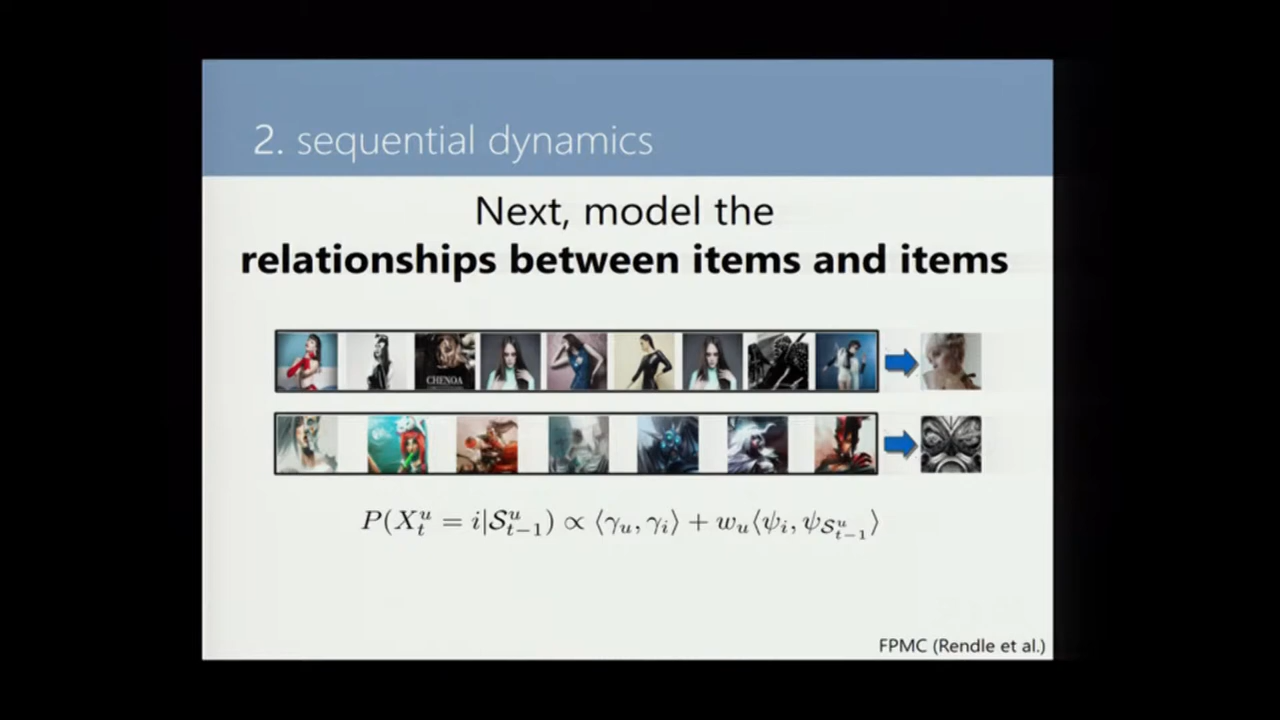 2. sequential dynamics
Next, model the
relationships between items and items
CHENOA
P(X_t^u = i|S_{t−1}^u) ∝ ⟨γ_u, γ_i⟩ + w_u⟨ψ_i, ψ_{S_{t−1}^u}⟩
FPMC (Rendle et al.)